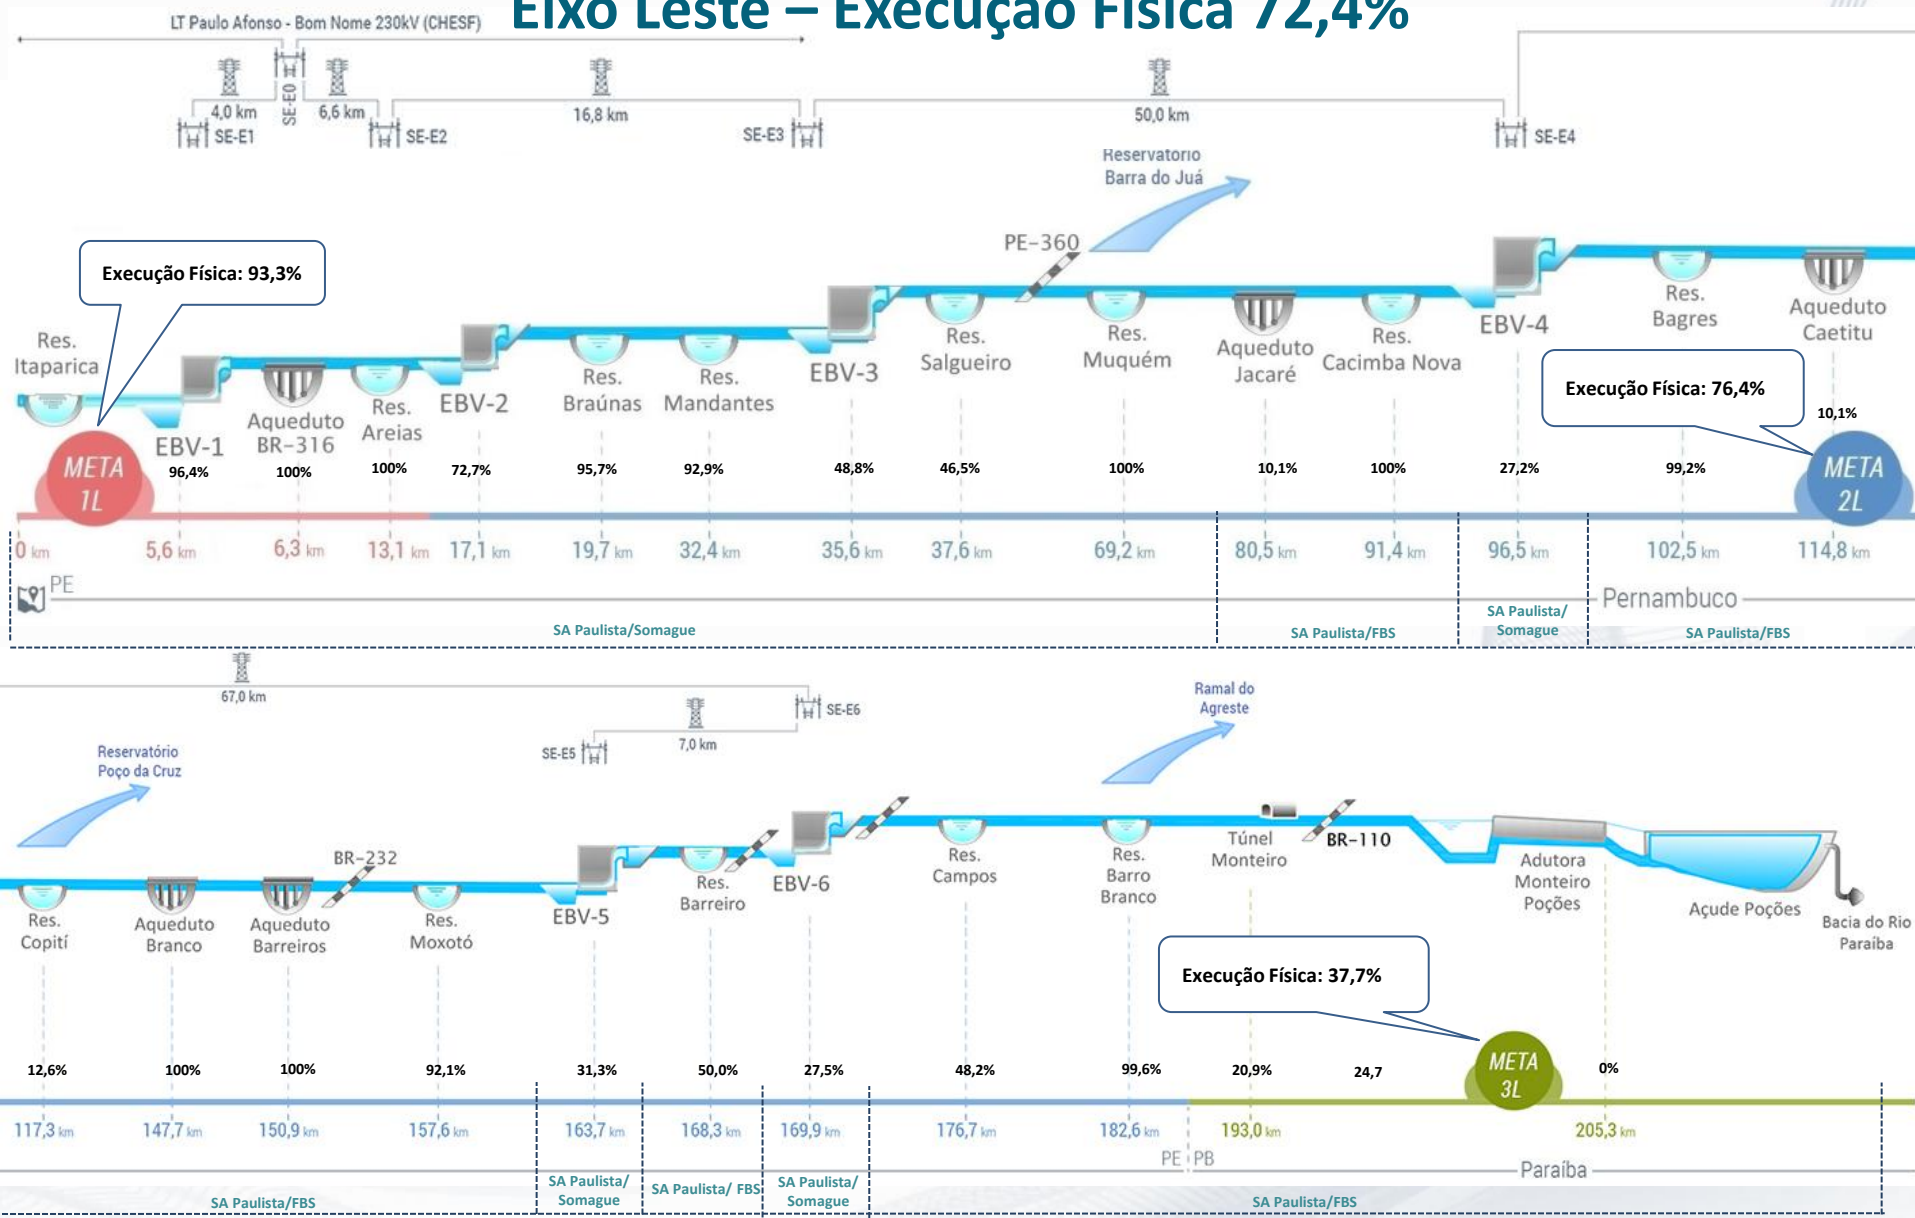 Eixo Leste – Execução Física 72,4%
LT Paulo Afonso - Bom Nome 230kV (CHESF)
4,0 km
SE-E0
6,6 km
16,8 km
50,0 km
SE-E1
SE-E2
SE-E3
SE-E4
Reservatório
Barra do Juá
PE-360
Execução Física: 93,3%
Res.
Itaparica
EBV-1
Aqueduto
BR-316
Res.
Areias
EBV-2
Res.
Braúnas
Res.
Mandantes
EBV-3
Res.
Salgueiro
Res.
Muquém
Aqueduto
Jacaré
Res.
Cacimba Nova
EBV-4
Res.
Bagres
Aqueduto
Caetitu
Execução Física: 76,4%
META
1L
96,4%
100%
100%
72,7%
95,7%
92,9%
48,8%
46,5%
100%
10,1%
100%
27,2%
99,2%
10,1%
META
2L
0 km
5,6 km
6,3 km
13,1 km
17,1 km
19,7 km
32,4 km
35,6 km
37,6 km
69,2 km
80,5 km
91,4 km
96,5 km
102,5 km
114,8 km
PE
Pernambuco
SA Paulista/Somague
SA Paulista/FBS
SA Paulista/
Somague
SA Paulista/FBS
67,0 km
SE-E5
7,0 km
SE-E6
Reservatório
Poço da Cruz
Ramal do
Agreste
BR-232
BR-110
Res.
Copití
Aqueduto
Branco
Aqueduto
Barreiros
Res.
Moxotó
EBV-5
Res.
Barreiro
EBV-6
Res.
Campos
Res.
Barro
Branco
Túnel
Monteiro
Adutora
Monteiro
Poções
Açude Poções
Bacia do Rio
Paraíba
Execução Física: 37,7%
12,6%
100%
100%
92,1%
31,3%
50,0%
27,5%
48,2%
99,6%
20,9%
24,7
META
3L
0%
117,3 km
147,7 km
150,9 km
157,6 km
163,7 km
168,3 km
169,9 km
176,7 km
182,6 km
193,0 km
205,3 km
PE
PB
Paraíba
SA Paulista/FBS
SA Paulista/
Somague
SA Paulista/ FBS
SA Paulista/
Somague
SA Paulista/FBS